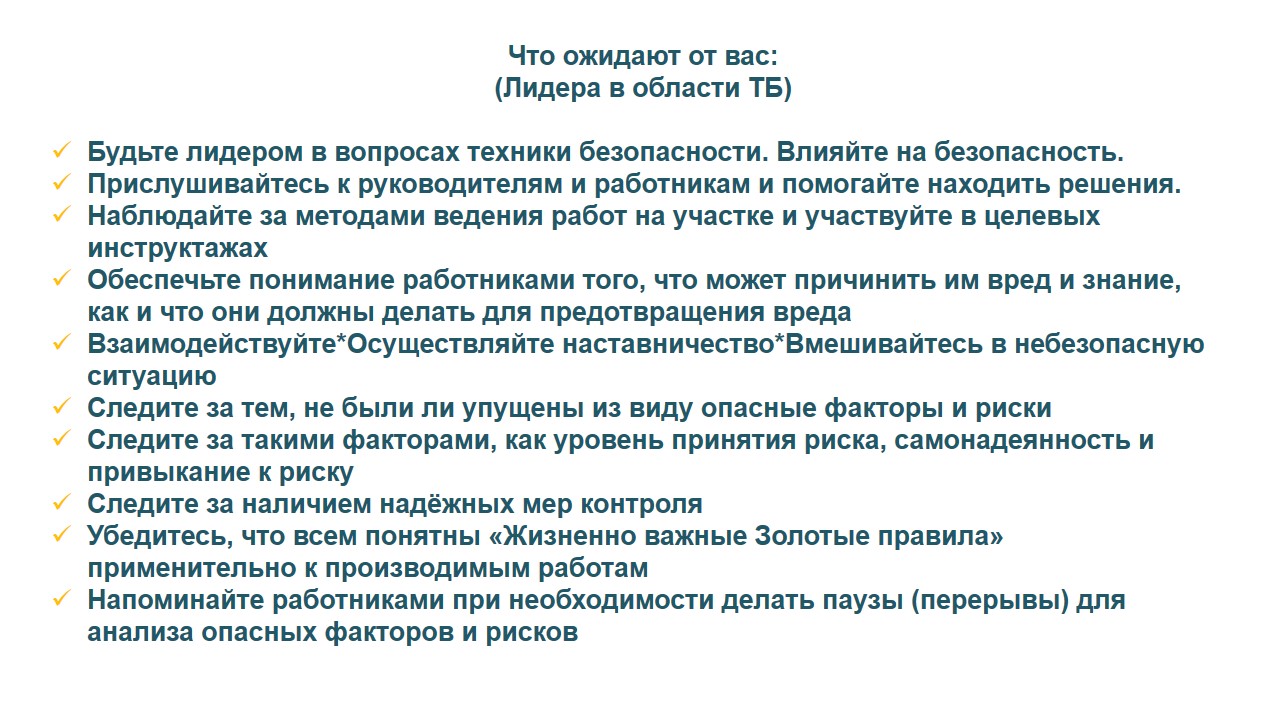 Что ожидают от вас:
(Лидера в области ТБ)
Будьте лидером в вопросах техники безопасности. Влияйте на безопасность.
Прислушивайтесь к руководителям и работникам и помогайте находить решения.
Наблюдайте за методами ведения работ на участке и участвуйте в целевых
инструктажах
Обеспечьте понимание работниками того, что может причинить им вред и знание,
как и что они должны делать для предотвращения вреда
Взаимодействуйте*Осуществляйте наставничество*Вмешивайтесь в небезопасную
ситуацию
Следите за тем, не были ли упущены из виду опасные факторы и риски
Следите за такими факторами, как уровень принятия риска, самонадеянность и
привыкание к риску
Следите за наличием надёжных мер контроля
Убедитесь, что всем понятны «Жизненно важные Золотые правила»
применительно к производимым работам
Напоминайте работниками при необходимости делать паузы (перерывы) для
анализа опасных факторов и рисков